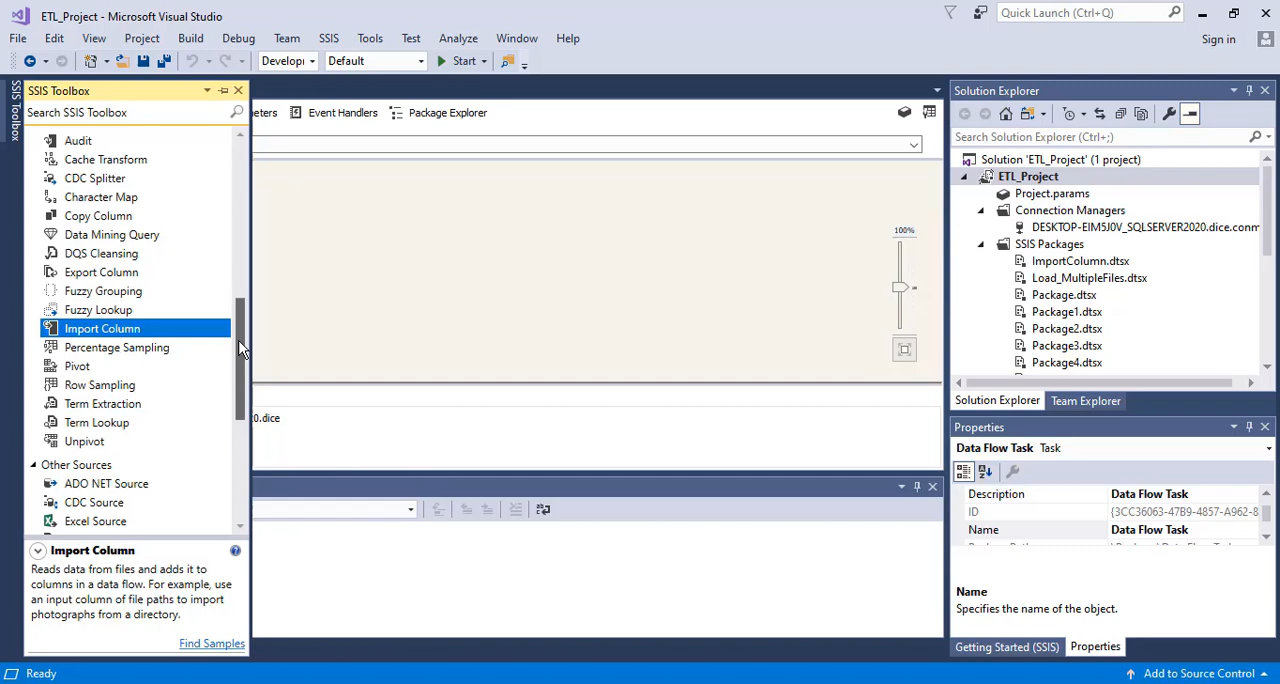 ETL_Project - Microsoft Visual Studio
Quick Launch (Ctrl+Q)
File Edit View Project Build Debug Team SSIS Tools Test Analyze Window Help
Sign in
Developi Default Start
SSIS Toolbox
SSIS Toolbox
Search SSIS Toolbox
Audit
Cache Transform
CDC Splitter
Character Map
Copy Column
Data Mining Query
DQS Cleansing
Export Column
Fuzzy Grouping
Fuzzy Lookup
Import Column
Percentage Sampling
Pivot
Row Sampling
Term Extraction
Term Lookup
Unpivot
Other Sources
ADO NET Source
CDC Source
Excel Source
Import Column
Reads data from files and adds it to
columns in a data flow. For example, use
an input column of file paths to import
photographs from a directory.
Find Samples
meters Event Handlers Package Explorer
100%
20.dice
Solution Explorer
Search Solution Explorer (Ctrl+;)
Solution 'ETL_Project' (1 project)
ETL_Project
Project.params
Connection Managers
DESKTOP-EIM5J0V_SQLSERVER2020.dice.conm
SSIS Packages
ImportColumn.dtsx
Load_MultipleFiles.dtsx
Package.dtsx
Package1.dtsx
Package2.dtsx
Package3.dtsx
Package4.dtsx
Solution Explorer Team Explorer
Properties
Data Flow Task Task
Description Data Flow Task
ID {3CC36063-47B9-4857-A962-8
Name Data Flow Task
Name
Specifies the name of the object.
Getting Started (SSIS) Properties
Ready
Add to Source Control